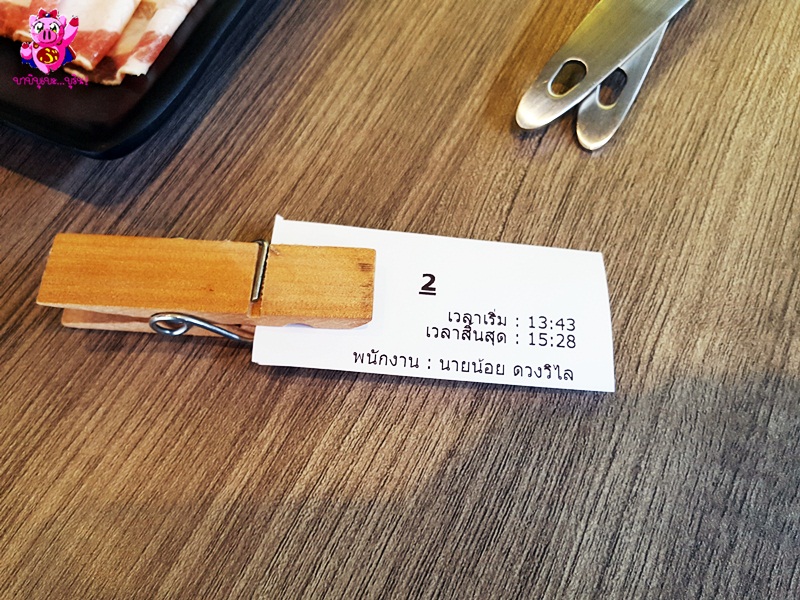 2
เวลาเริ่ม : 13:43
เวลาสิ้นสุด : 15:28
พนักงาน : นายน้อย ดวงวิไล